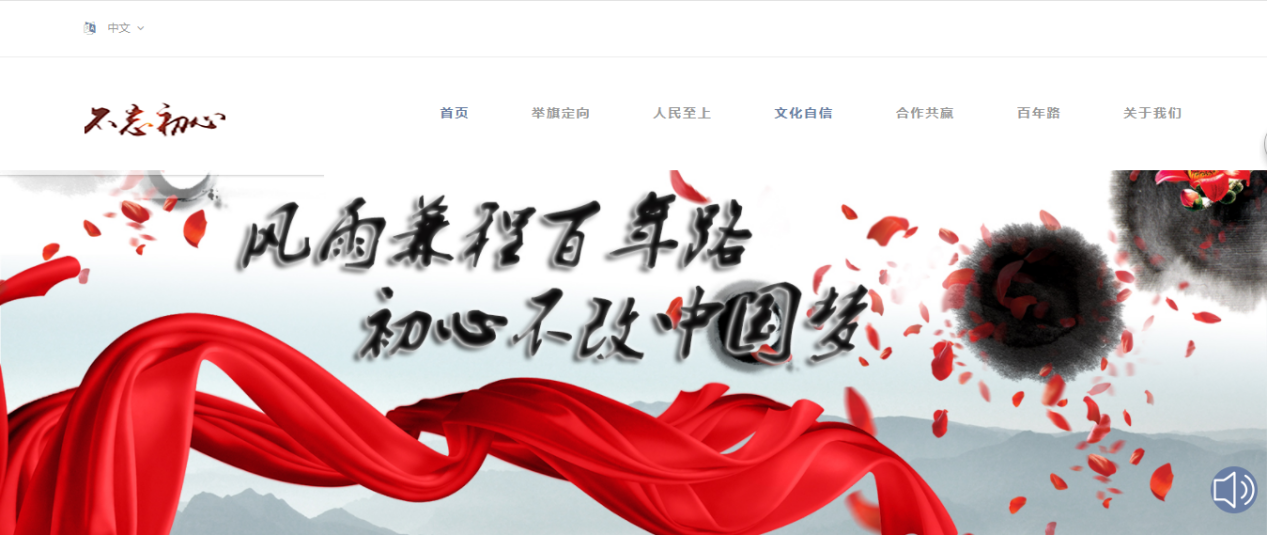 中文
不忘初心
首页 举旗定向 人民至上 文化自信 合作共赢 百年路 关于我们
风雨兼程百年路
初心不改中国梦